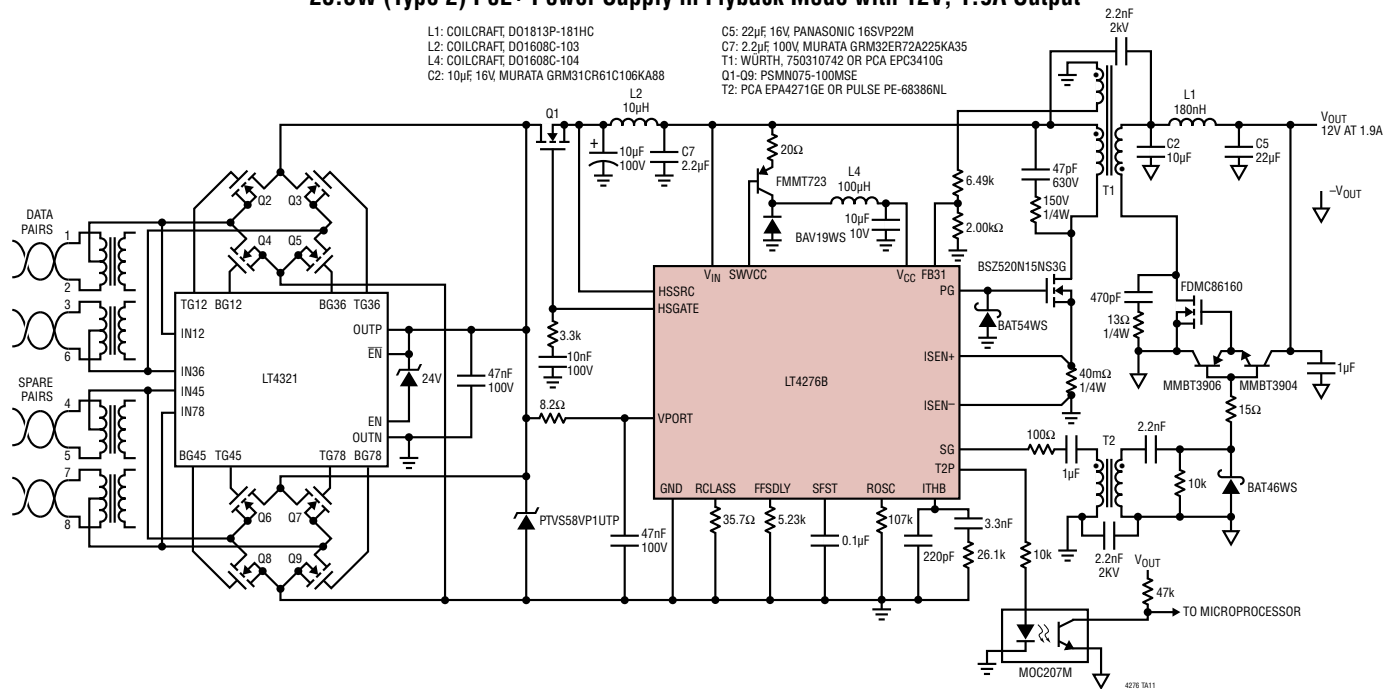 25.5W (Type 2) PoE+ Power Supply in Flyback Mode with 12V, 1.9A Output
L1: COILCRAFT, DO1813P-181HC
L2: COILCRAFT, DO1608C-103
L4: COILCRAFT, DO1608C-104
C2: 10µF, 16V, MURATA GRM31CR61C106KA88
C5: 22µF, 16V, PANASONIC 16SVP22M
C7: 2.2µF, 100V, MURATA GRM32ER72A225KA35
T1: WÜRTH, 750310742 OR PCA EPC3410G
Q1-Q9: PSMN075-100MSE
T2: PCA EPA4271GE OR PULSE PE-68386NL
2.2nF
2kV
L2
10µH
Q1
L1
180nH
VOUT
12V AT 1.9A
+
10µF
100V
C7
2.2µF
20Ω
FMMT723
L4
100µH
10µF
10V
BAV19WS
6.49k
2.00kΩ
47pF
630V
150V
1/4W
T1
C2
10µF
C5
22µF
–VOUT
DATA
PAIRS
1
2
3
6
SPARE
PAIRS
4
5
7
8
Q2
Q3
Q4
Q5
TG12
BG12
BG36
TG36
IN12
IN36
IN45
IN78
LT4321
OUTP
EN
EN
OUTN
BG45
TG45
TG78
BG78
Q6
Q7
Q8
Q9
24V
47nF
100V
3.3k
10nF
100V
8.2Ω
PTVS58VP1UTP
47nF
100V
VIN
SWVCC
VCC
FB31
HSSRC
HSGATE
VPORT
LT4276B
PG
ISEN+
ISEN–
SG
T2P
GND
RCLASS
FFSDLY
SFST
ROSC
ITHB
BSZ520N15NS3G
BAT54WS
40mΩ
1/4W
470pF
13Ω
1/4W
FDMC86160
MMBT3906
MMBT3904
1µF
15Ω
100Ω
1µF
T2
2.2nF
10k
BAT46WS
2.2nF
2KV
35.7Ω
5.23k
0.1µF
107k
220pF
3.3nF
26.1k
10k
VOUT
47k
TO MICROPROCESSOR
MOC207M
4276 TA11